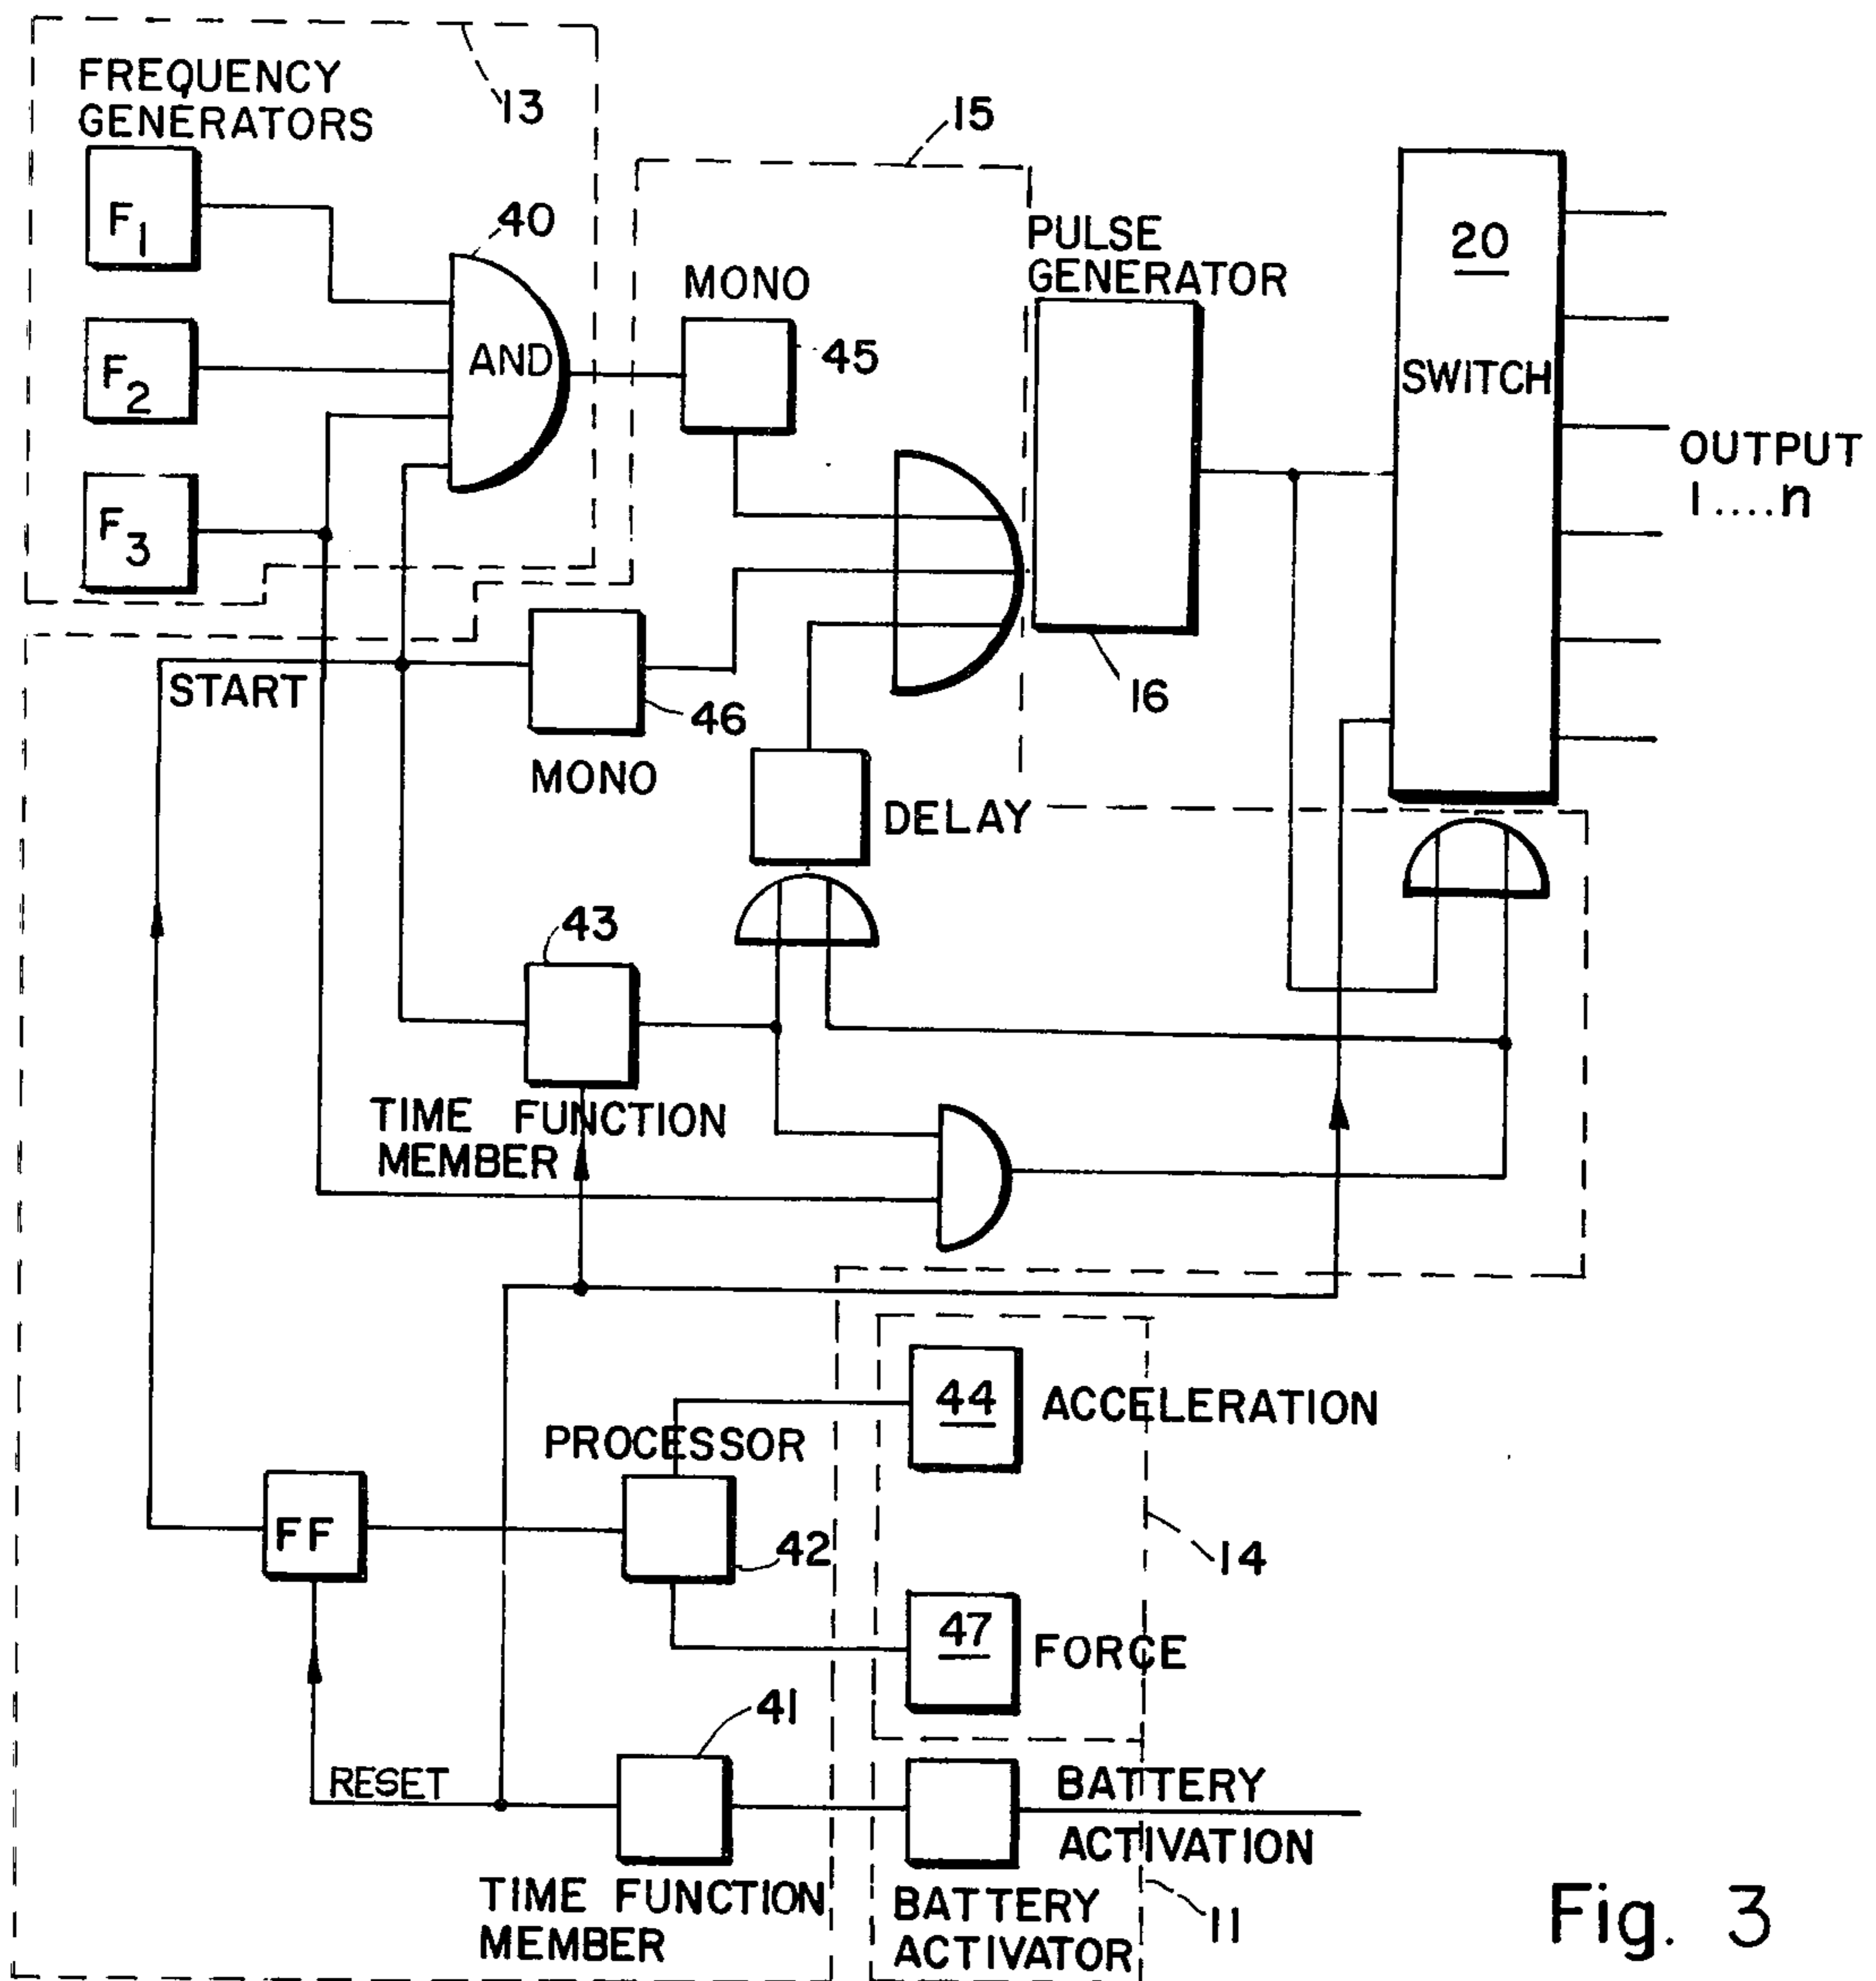 FREQUENCY
GENERATORS
13
15
F1
40
PULSE
GENERATOR
20
MONO
AND
45
SWITCH
F2
OUTPUT
1....n
F3
START
46
16
MONO
DELAY
43
TIME FUNCTION
MEMBER
44
ACCELERATION
PROCESSOR
FF
42
14
47
FORCE
41
RESET
BATTERY
ACTIVATION
TIME FUNCTION
MEMBER
BATTERY
ACTIVATOR
11
Fig. 3